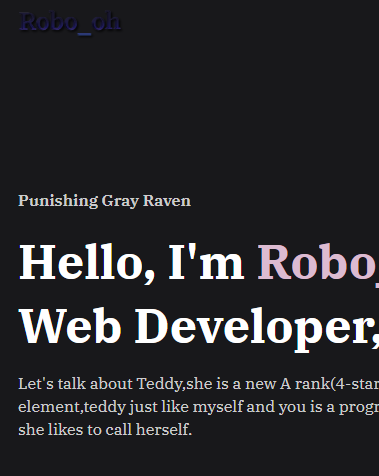 Robo_oh
Punishing Gray Raven
Hello, I'm Robo_
Web Developer,
Let's talk about Teddy,she is a new A rank(4-star
element,teddy just like myself and you is a progr
she likes to call herself.